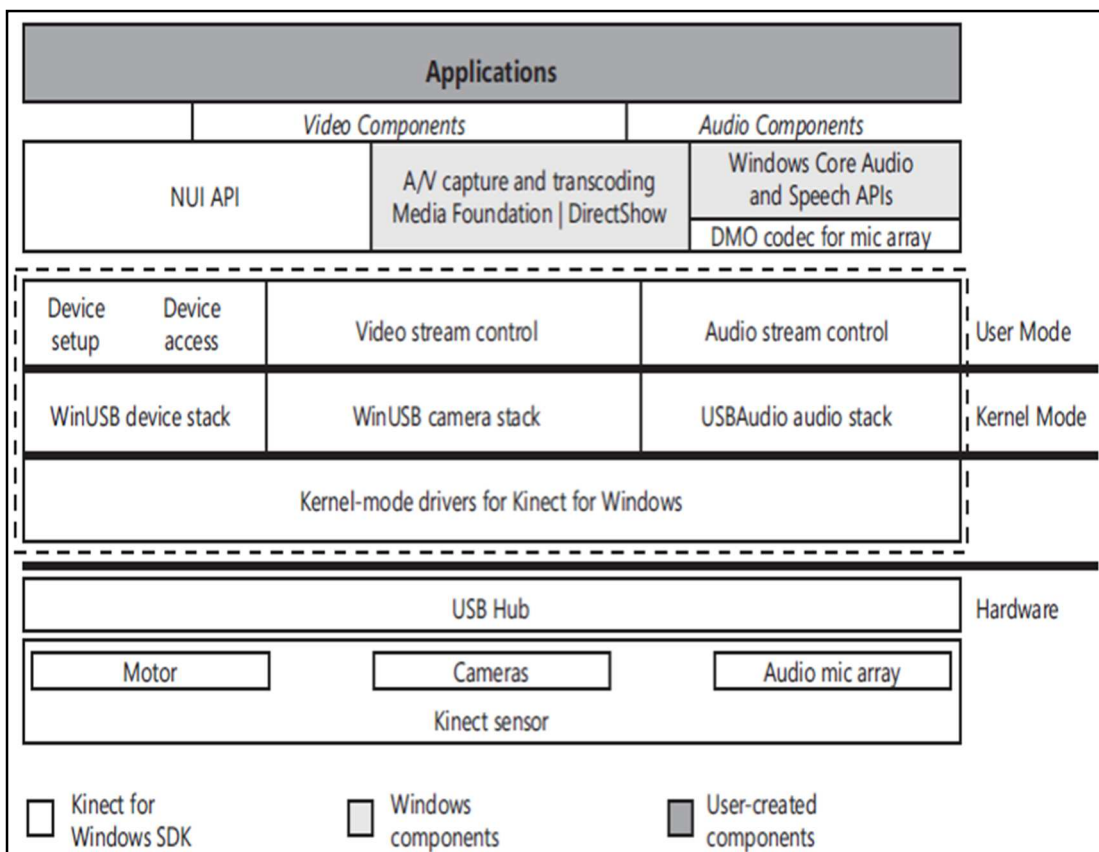 Applications
Video Components
Audio Components
NUI API
A/V capture and transcoding
Media Foundation | DirectShow
Windows Core Audio
and Speech APIs
DMO codec for mic array
Device
setup
Device
access
Video stream control
Audio stream control
User Mode
WinUSB device stack
WinUSB camera stack
USBAudio audio stack
Kernel Mode
Kernel-mode drivers for Kinect for Windows
USB Hub
Hardware
Motor
Cameras
Audio mic array
Kinect sensor
Kinect for
Windows SDK
Windows
components
User-created
components